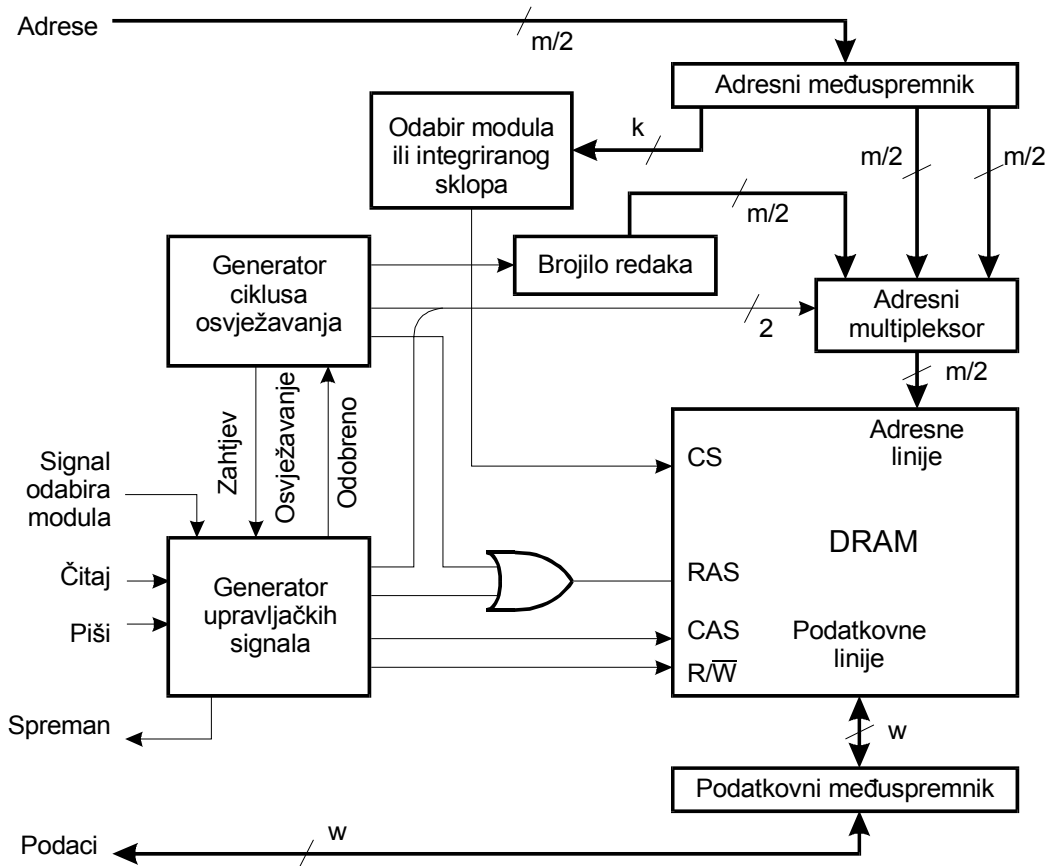 Adrese
m/2
Adresni međuspremnik
Odabir modula
ili integriranog
sklopa
k
m/2
m/2
m/2
Generator
ciklusa
osvježavanja
Brojilo redaka
Adresni
multipleksor
2
m/2
Zahtjev
Osvježavanje
Odobreno
Signal
odabira
modula
Čitaj
Piši
Generator
upravljačkih
signala
Spreman
CS
Adresne
linije
DRAM
RAS
CAS
R/W̅
Podatkovne
linije
w
Podatkovni međuspremnik
Podaci
w